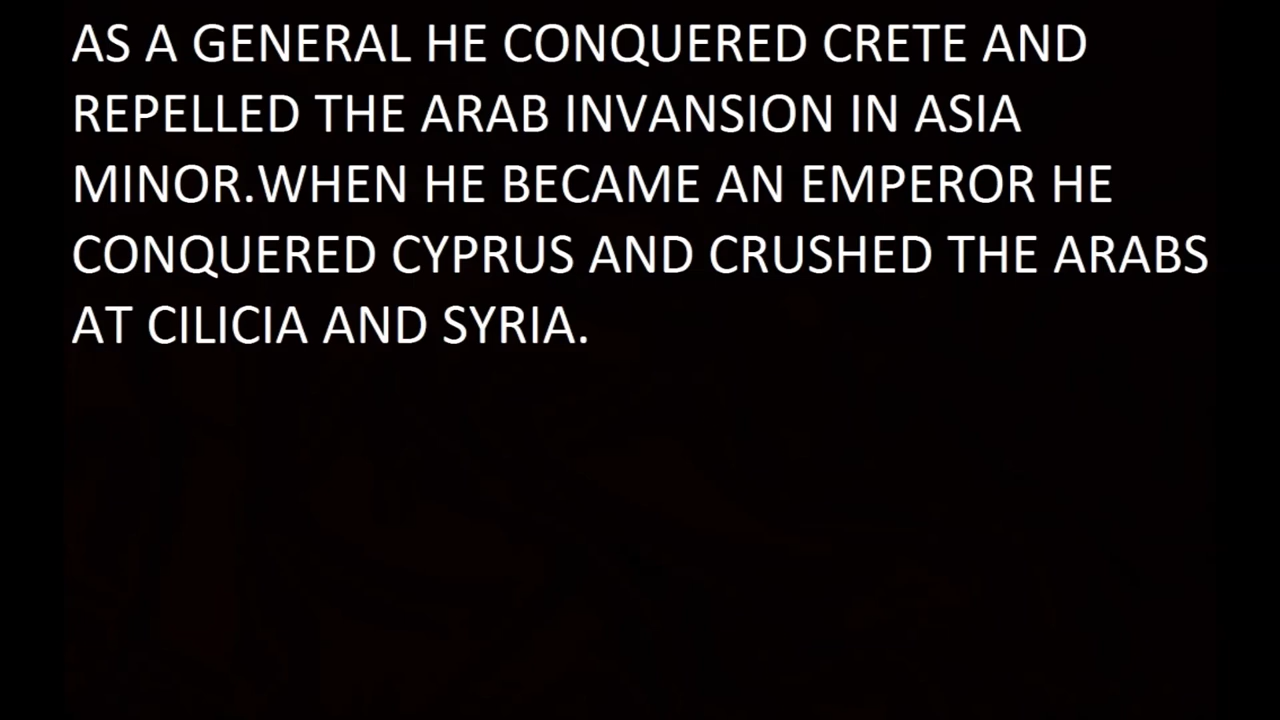 AS A GENERAL HE CONQUERED CRETE AND
REPELLED THE ARAB INVANSION IN ASIA
MINOR.WHEN HE BECAME AN EMPEROR HE
CONQUERED CYPRUS AND CRUSHED THE ARABS
AT CILICIA AND SYRIA.